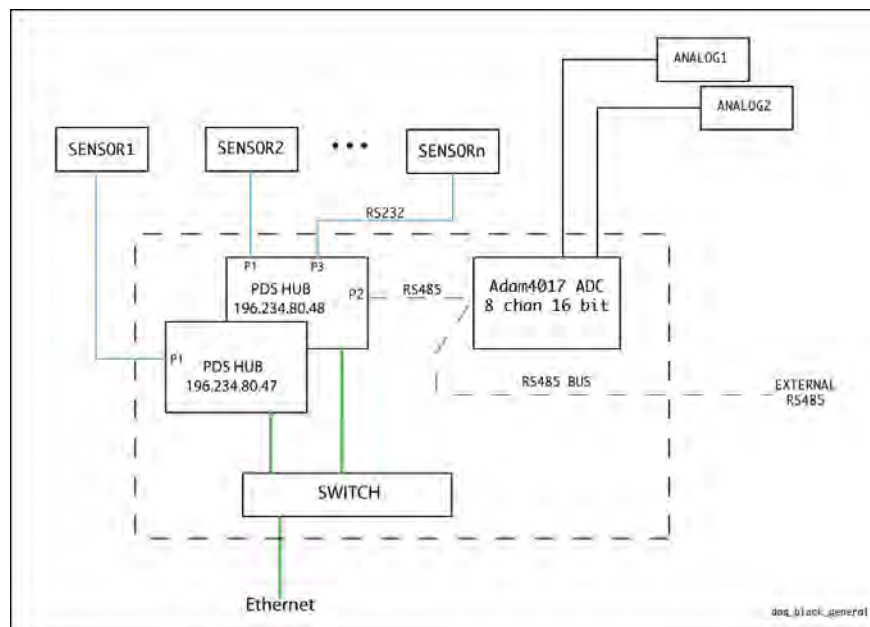 ANALOG1
ANALOG2
SENSOR1
SENSOR2
SENSORn
RS232
P1
P3
PDS HUB
196.234.80.48
P2
RS485
Adam4017 ADC
8 chan 16 bit
P1
PDS HUB
196.234.80.47
RS485 BUS
EXTERNAL
RS485
SWITCH
Ethernet
daq_block_general